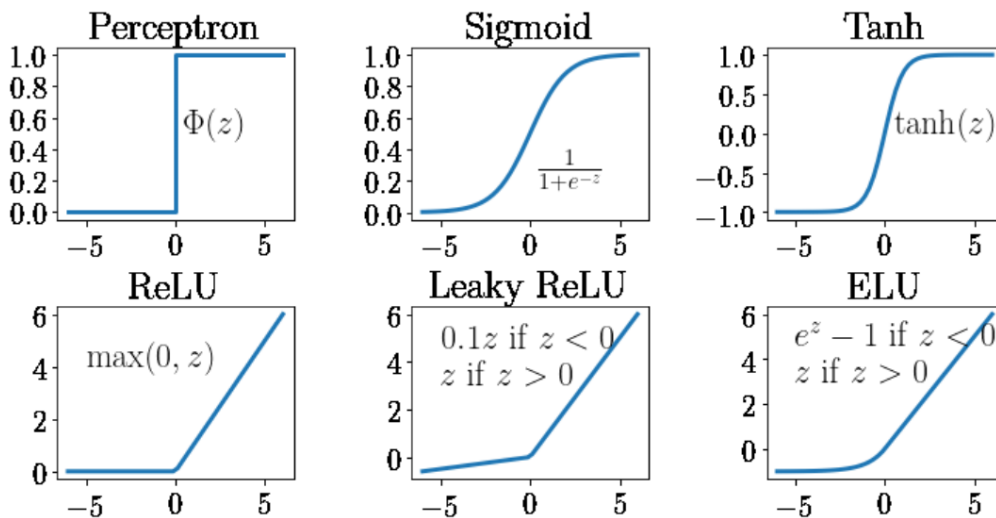 Perceptron
1.0
0.8
0.6
0.4
0.2
0.0
Φ(z)
−5 0 5
Sigmoid
1.0
0.8
0.6
0.4
0.2
0.0
1
1+e^{−z}
−5 0 5
Tanh
1.0
0.5
0.0
−0.5
−1.0
tanh(z)
−5 0 5
ReLU
6
4
2
0
max(0, z)
−5 0 5
Leaky ReLU
6
4
2
0
0.1z if z < 0
z if z > 0
−5 0 5
ELU
6
4
2
0
e^z − 1 if z < 0
z if z > 0
−5 0 5